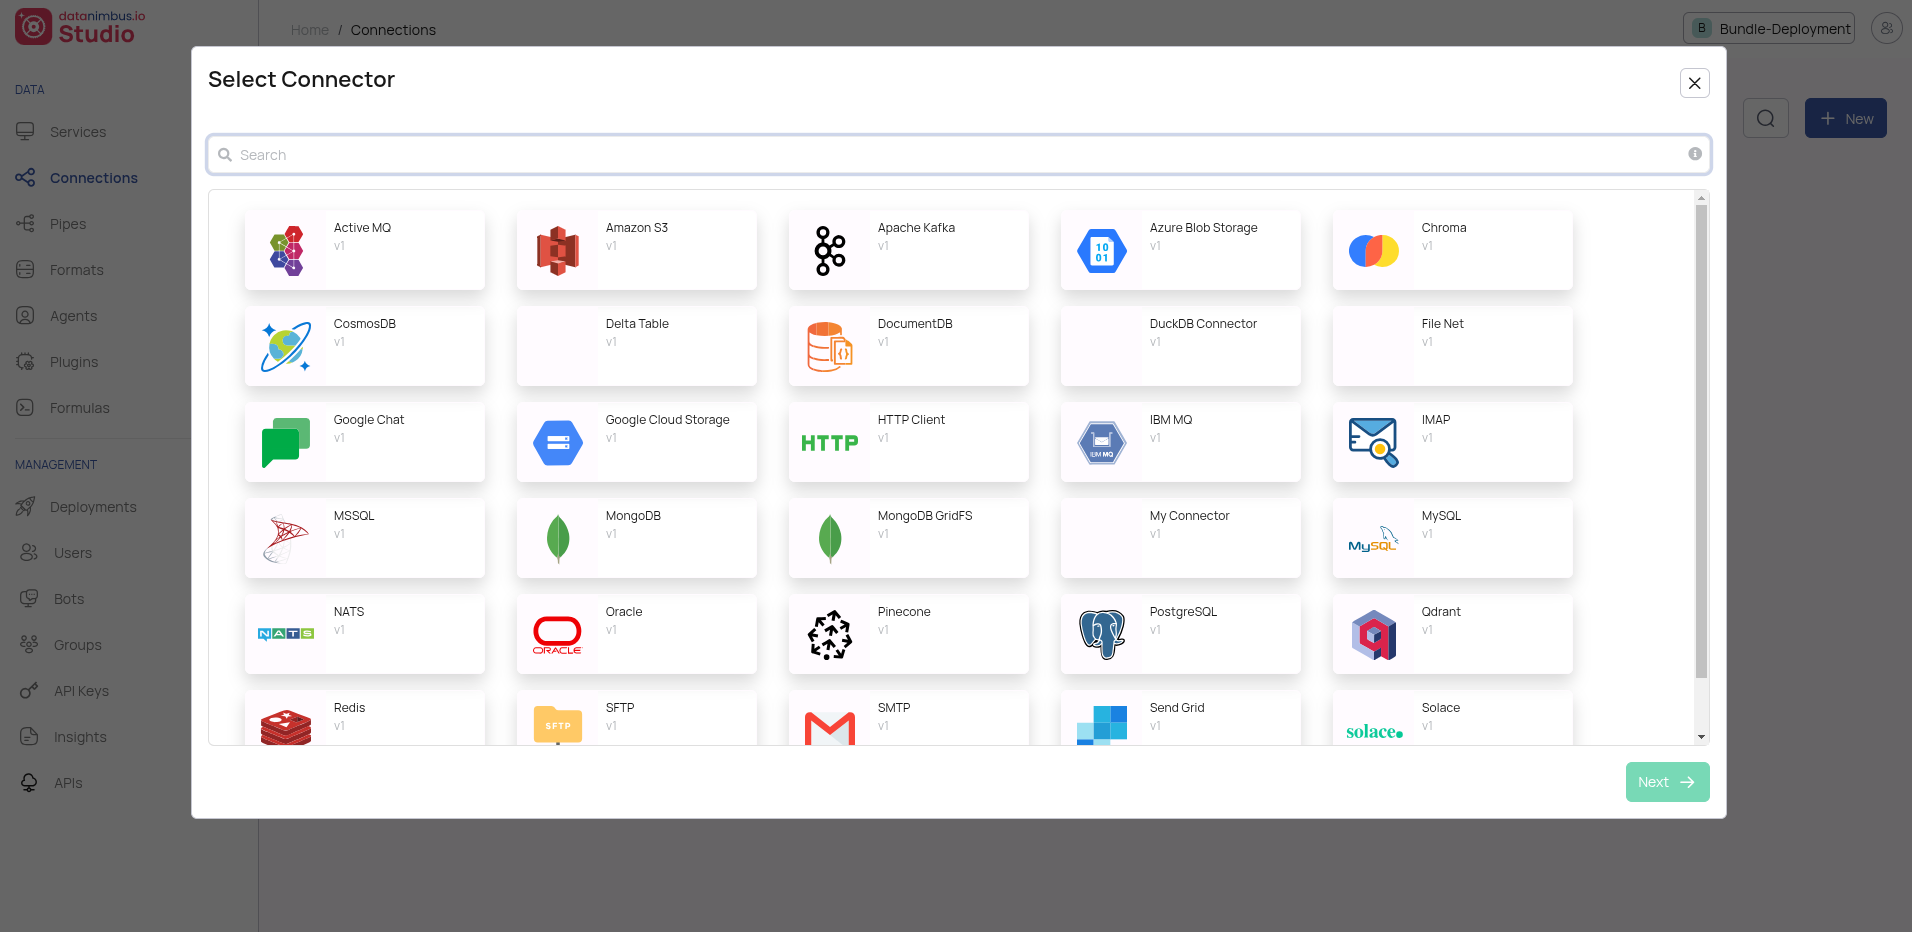 datanimbus.io
Studio
Home / Connections
B Bundle-Deployment
Select Connector
DATA
Services
Connections
Pipes
Formats
Agents
Plugins
Formulas
MANAGEMENT
Deployments
Users
Bots
Groups
API Keys
Insights
APIs
New
Search
Active MQ
v1
Amazon S3
v1
Apache Kafka
v1
10
01
Azure Blob Storage
v1
Chroma
v1
CosmosDB
v1
Delta Table
v1
DocumentDB
v1
DuckDB Connector
v1
File Net
v1
Google Chat
v1
Google Cloud Storage
v1
HTTP
HTTP Client
v1
IBM MQ
IBM MQ
v1
IMAP
v1
MSSQL
v1
MongoDB
v1
MongoDB GridFS
v1
My Connector
v1
MySQL
MySQL
v1
NATS
NATS
v1
ORACLE
Oracle
v1
Pinecone
v1
PostgreSQL
v1
Qdrant
v1
Redis
v1
SFTP
SFTP
v1
SMTP
v1
Send Grid
v1
solace.
Solace
v1
Next